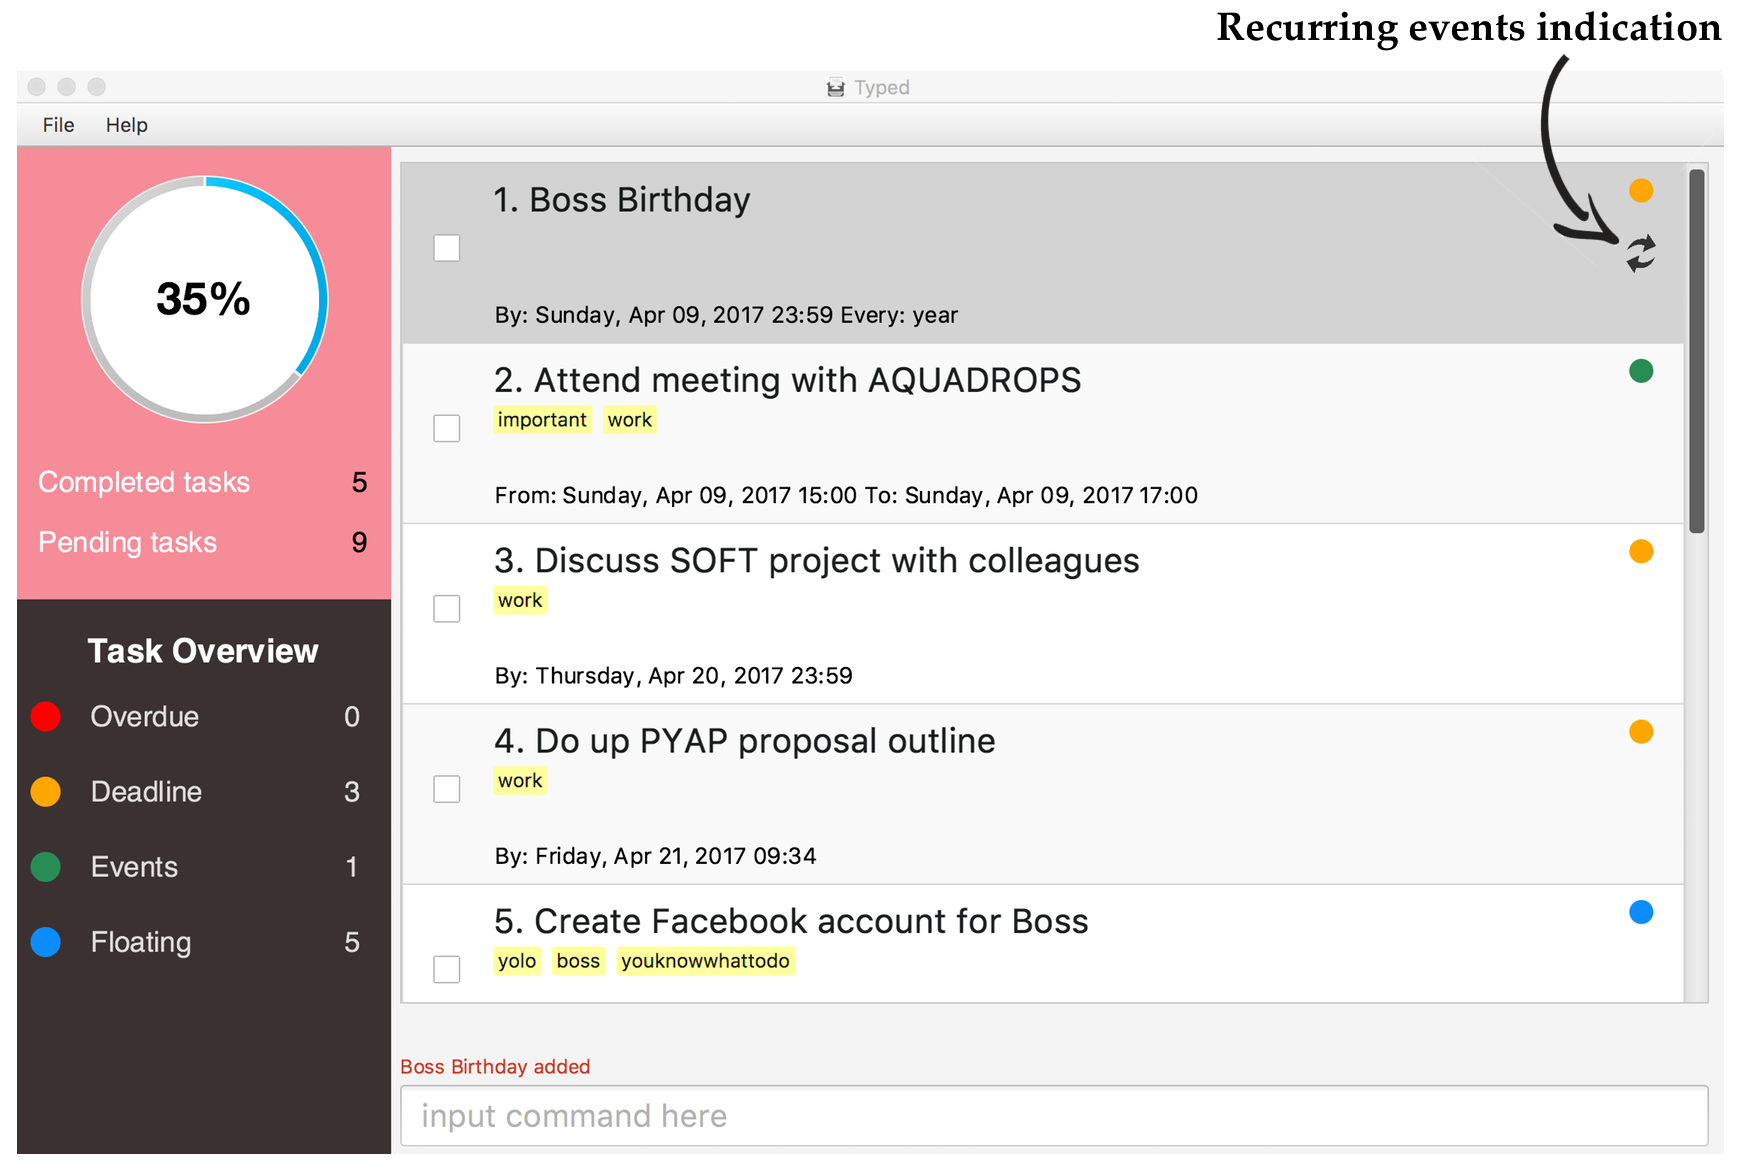 Recurring events indication
Typed
File Help
35%
Completed tasks 5
Pending tasks 9
Task Overview
Overdue 0
Deadline 3
Events 1
Floating 5
1. Boss Birthday
By: Sunday, Apr 09, 2017 23:59 Every: year
2. Attend meeting with AQUADROPS
important work
From: Sunday, Apr 09, 2017 15:00 To: Sunday, Apr 09, 2017 17:00
3. Discuss SOFT project with colleagues
work
By: Thursday, Apr 20, 2017 23:59
4. Do up PYAP proposal outline
work
By: Friday, Apr 21, 2017 09:34
5. Create Facebook account for Boss
yolo boss youknowwhattodo
Boss Birthday added
input command here